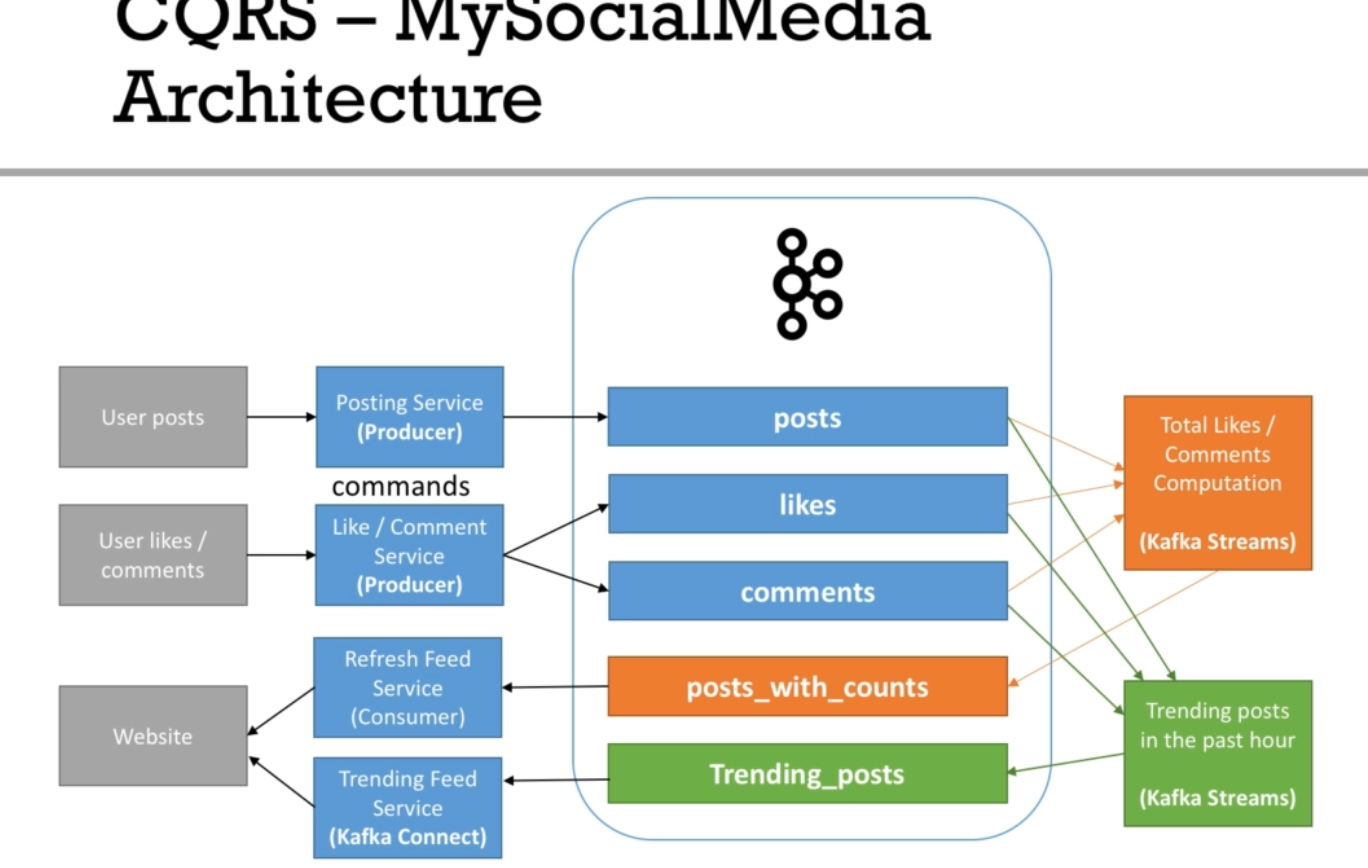 CQRS – MySocialMedia
Architecture
User posts
Posting Service
(Producer)
posts
commands
User likes /
comments
Like / Comment
Service
(Producer)
likes
comments
Total Likes /
Comments
Computation
(Kafka Streams)
Website
Refresh Feed
Service
(Consumer)
posts_with_counts
Trending Feed
Service
(Kafka Connect)
Trending_posts
Trending posts
in the past hour
(Kafka Streams)